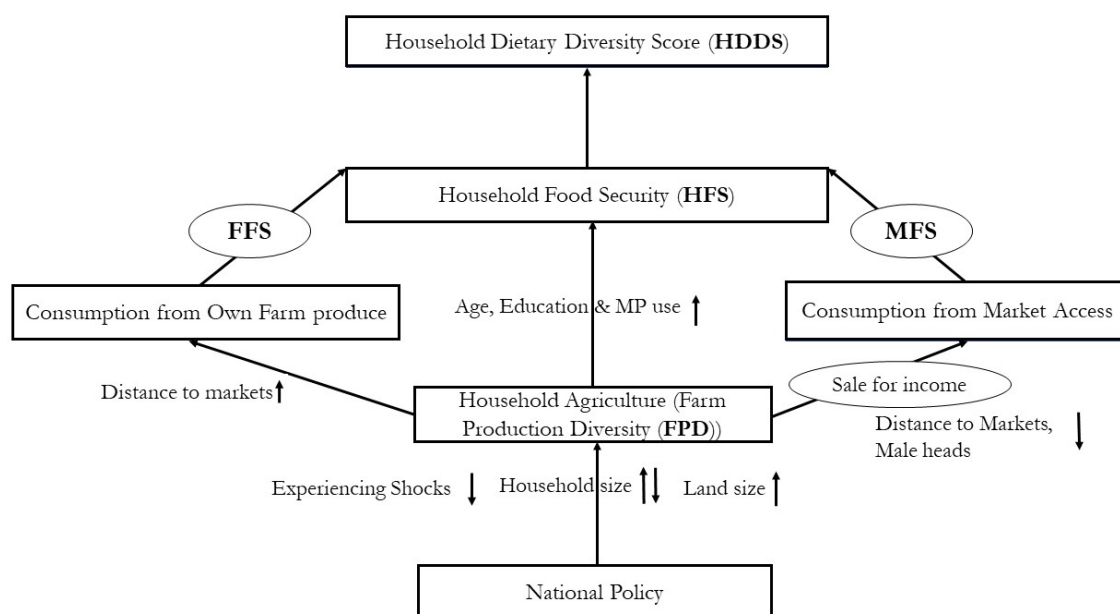 Household Dietary Diversity Score (HDDS)
Household Food Security (HFS)
FFS
MFS
Consumption from Own Farm produce
Age, Education & MP use
Consumption from Market Access
Distance to markets
Sale for income
Household Agriculture (Farm
Production Diversity (FPD))
Distance to Markets,
Male heads
Experiencing Shocks
Household size
Land size
National Policy